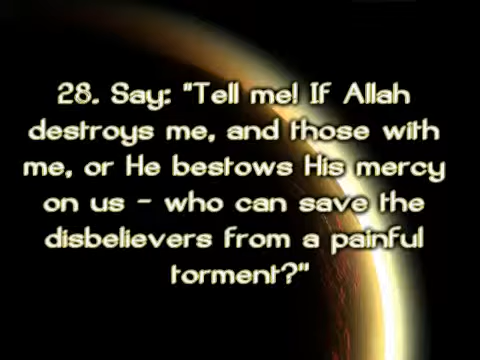 28. Say: "Tell me! If Allah
destroys me, and those with
me, or He bestows His mercy
on us - who can save the
disbelievers from a painful
torment?"